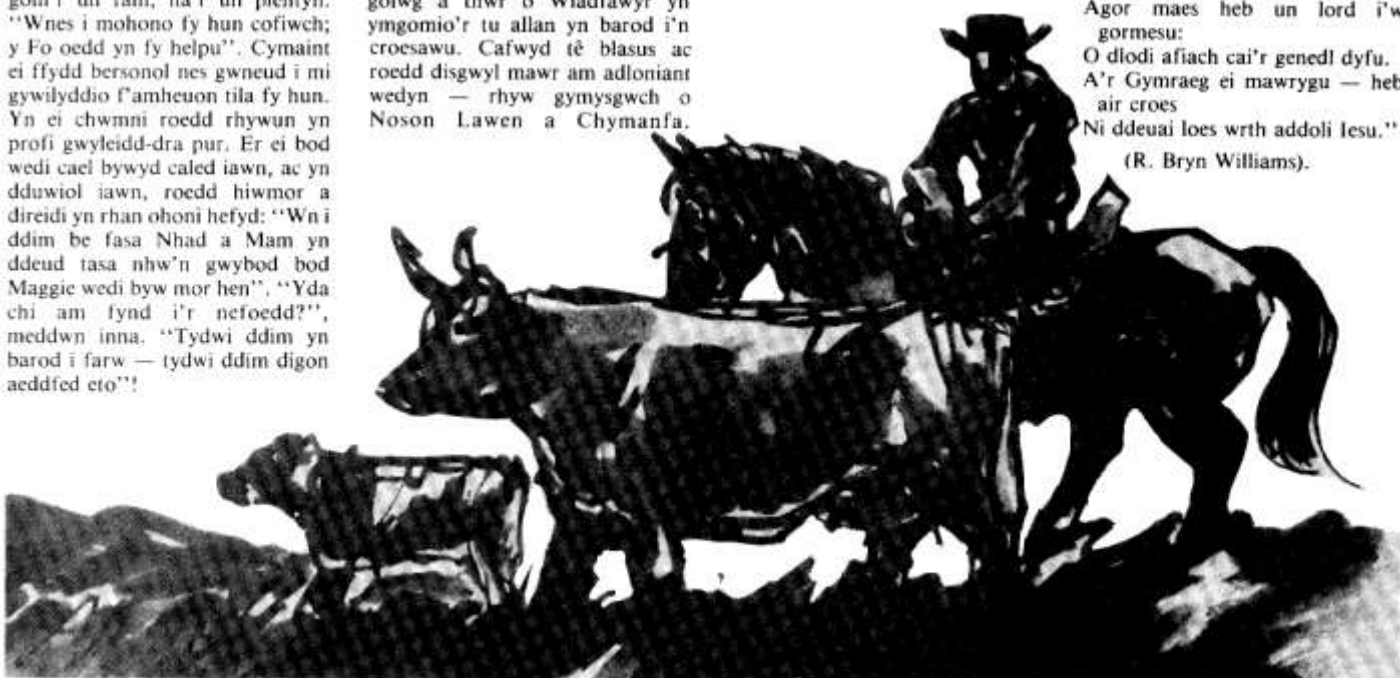 "Wnes i mohono fy hun cofiwch;
y Fo oedd yn fy helpu". Cymaint
ei ffydd bersonol nes gwneud i mi
gywilyddio f'amheuon tila fy hun.
Yn ei chwmni roedd rhywun yn
profi gwyleidd-dra pur. Er ei bod
wedi cael bywyd caled iawn, ac yn
dduwiol iawn, roedd hiwmor a
direidi yn rhan ohoni hefyd: "Wn i
ddim be fasa Nhad a Mam yn
ddeud tasa nhw'n gwybod bod
Maggie wedi byw mor hen". "Yda
chi am fynd i'r nefoedd?",
meddwn inna. "Tydwi ddim yn
barod i farw — tydwi ddim digon
aeddfed eto"!
golwg a thwr o Wladfawyr yn
ymgomio'r tu allan yn barod i'n
croesawu. Cafwyd tê blasus ac
roedd disgwyl mawr am adloniant
wedyn — rhyw gymysgwch o
Noson Lawen a Chymanfa.
Agor maes heb un lord i'w
gormesu:
O dlodi afiach cai'r genedl dyfu.
A'r Gymraeg ei mawrygu — heb
air croes
Ni ddeuai loes wrth addoli Iesu."
(R. Bryn Williams).